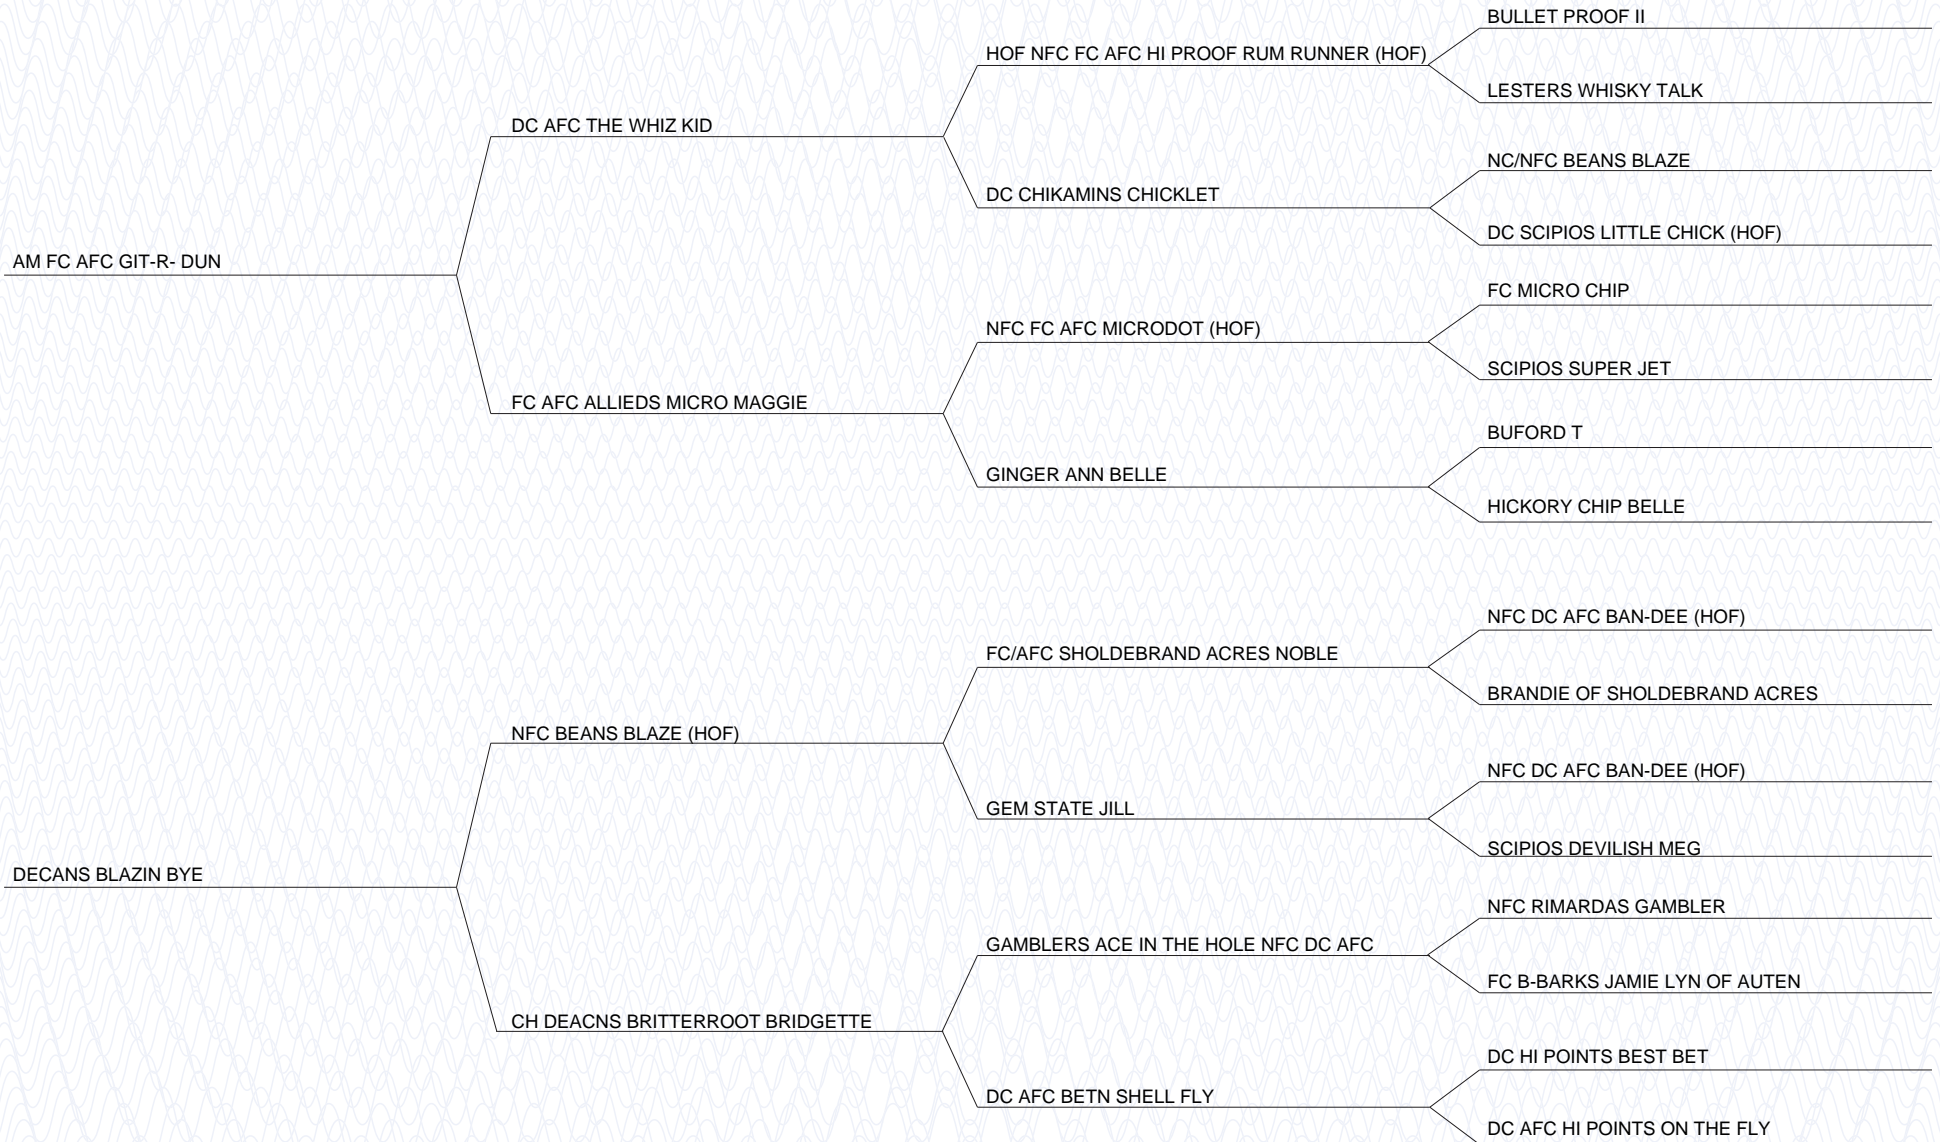 BULLET PROOF II
HOF NFC FC AFC HI PROOF RUM RUNNER (HOF)
LESTERS WHISKY TALK
DC AFC THE WHIZ KID
NC/NFC BEANS BLAZE
DC CHIKAMINS CHICKLET
DC SCIPIOS LITTLE CHICK (HOF)
AM FC AFC GIT-R- DUN
FC MICRO CHIP
NFC FC AFC MICRODOT (HOF)
SCIPIOS SUPER JET
FC AFC ALLIEDS MICRO MAGGIE
BUFORD T
GINGER ANN BELLE
HICKORY CHIP BELLE
NFC DC AFC BAN-DEE (HOF)
FC/AFC SHOLDEBRAND ACRES NOBLE
BRANDIE OF SHOLDEBRAND ACRES
NFC BEANS BLAZE (HOF)
NFC DC AFC BAN-DEE (HOF)
GEM STATE JILL
SCIPIOS DEVILISH MEG
DECANS BLAZIN BYE
NFC RIMARDAS GAMBLER
GAMBLERS ACE IN THE HOLE NFC DC AFC
FC B-BARKS JAMIE LYN OF AUTEN
CH DEACNS BRITTERROOT BRIDGETTE
DC HI POINTS BEST BET
DC AFC BETN SHELL FLY
DC AFC HI POINTS ON THE FLY